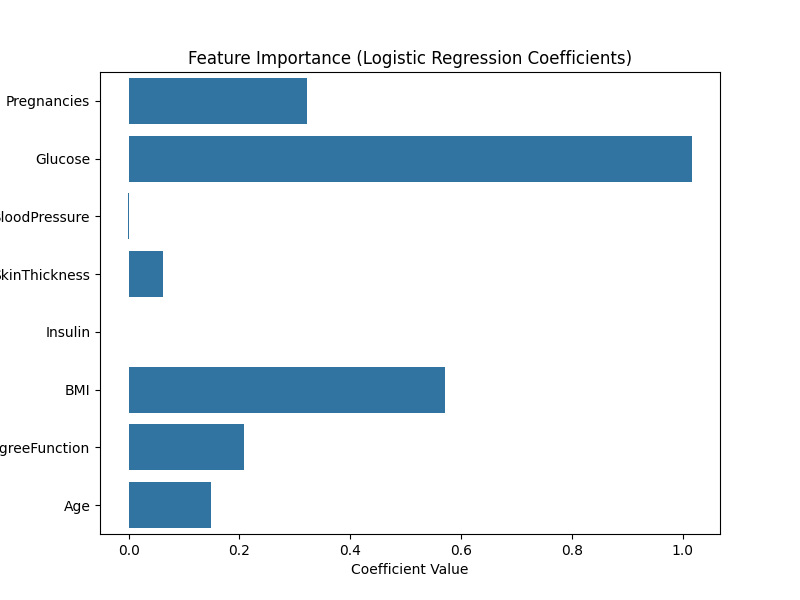 Feature Importance (Logistic Regression Coefficients)
Pregnancies
Glucose
loodPressure
kinThickness
Insulin
BMI
greeFunction
Age
0.0 0.2 0.4 0.6 0.8 1.0
Coefficient Value